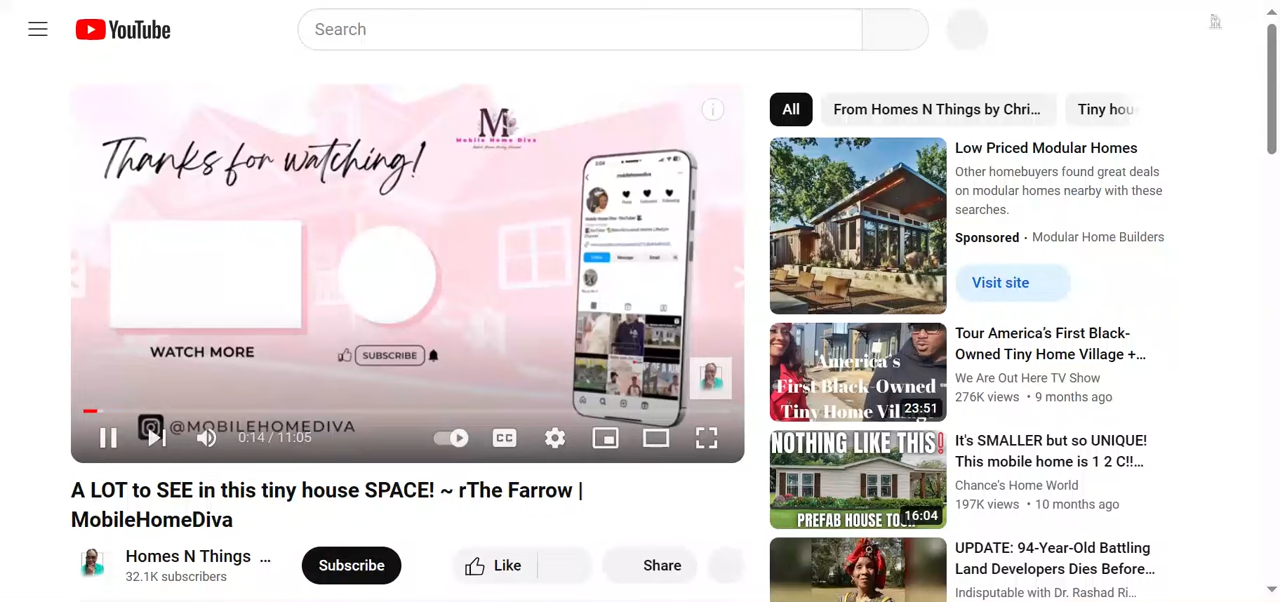 YouTube
Search
Thanks for watching!
M
Mobile Home Diva
WATCH MORE
SUBSCRIBE
@MOBILEHOMEDIVA
0:14 / 11:05
CC
A LOT to SEE in this tiny house SPACE! ~ rThe Farrow |
MobileHomeDiva
Homes N Things ...
32.1K subscribers
Subscribe
Like
Share
All
From Homes N Things by Chri...
Tiny hou
Low Priced Modular Homes
Other homebuyers found great deals
on modular homes nearby with these
searches.
Sponsored · Modular Home Builders
Visit site
America's
First Black-Owned
Tiny Home Vil
23:51
Tour America's First Black-
Owned Tiny Home Village +...
We Are Out Here TV Show
276K views • 9 months ago
NOTHING LIKE THIS!
PREFAB HOUSE TOU
16:04
It's SMALLER but so UNIQUE!
This mobile home is 1 2 C!!...
Chance's Home World
197K views • 10 months ago
UPDATE: 94-Year-Old Battling
Land Developers Dies Before...
Indisputable with Dr. Rashad Ri...